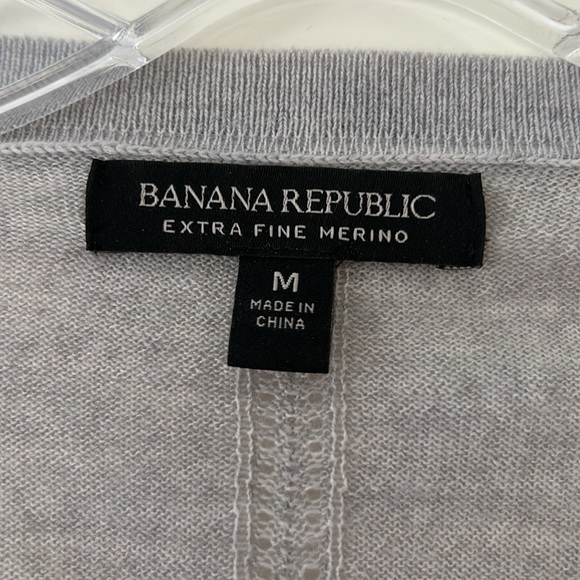 BANANA REPUBLIC
EXTRA FINE MERINO
M
MADE IN
CHINA